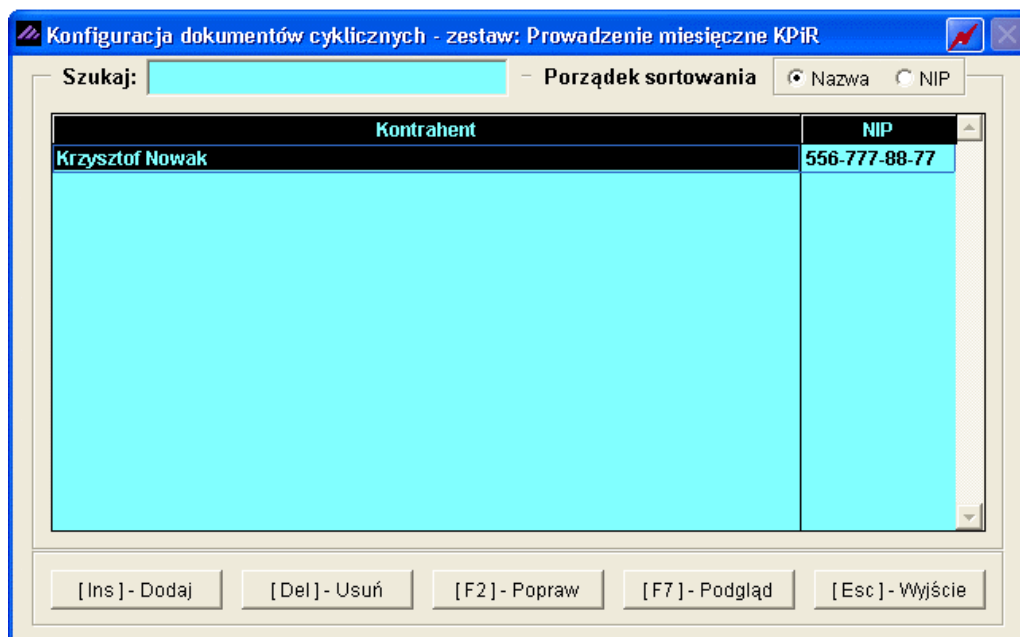 Konfiguracja dokumentów cyklicznych - zestaw: Prowadzenie miesięczne KPiR
Szukaj: Porządek sortowania Nazwa NIP
Kontrahent NIP
Krzysztof Nowak 556-777-88-77
[Ins]- Dodaj [Del]- Usuń [F2]- Popraw [F7]- Podgląd [Esc]- Wyjście